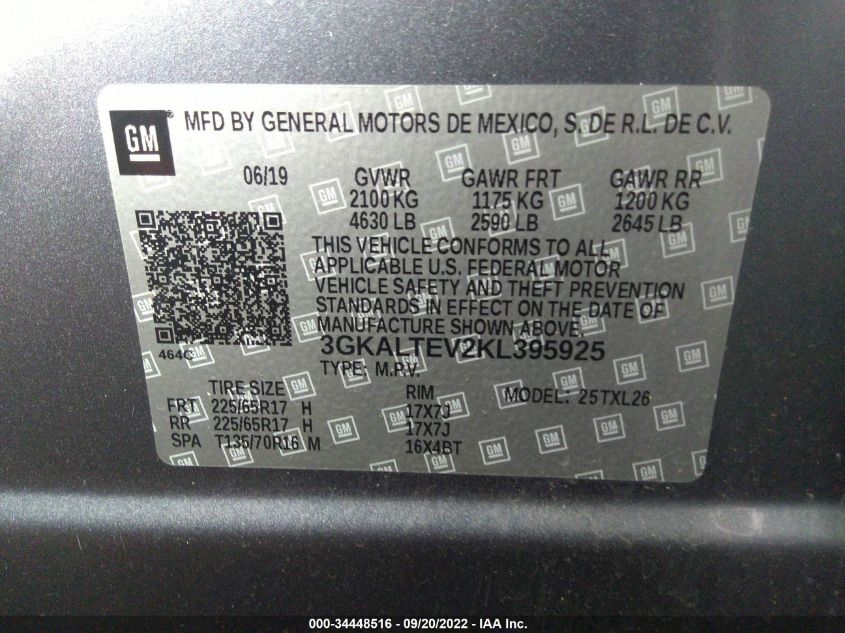 GM MFD BY GENERAL MOTORS DE MEXICO, S. DE R.L. DE C.V.
06/19 GVWR GAWR FRT GAWR RR
2100 KG 1175 KG 1200 KG
4630 LB 2590 LB 2645 LB
THIS VEHICLE CONFORMS TO ALL
APPLICABLE U.S. FEDERAL MOTOR
VEHICLE SAFETY AND THEFT PREVENTION
STANDARDS IN EFFECT ON THE DATE OF
MANUFACTURE SHOWN ABOVE.
464C 3GKALTEV2KL395925
TYPE: M.P.V.
TIRE SIZE RIM MODEL: 25TXL26
FRT 225/65R17 H 17X7J
RR 225/65R17 H 17X7J
SPA T135/70R16 M 16X4BT
000-34448516 - 09/20/2022 - IAA Inc.